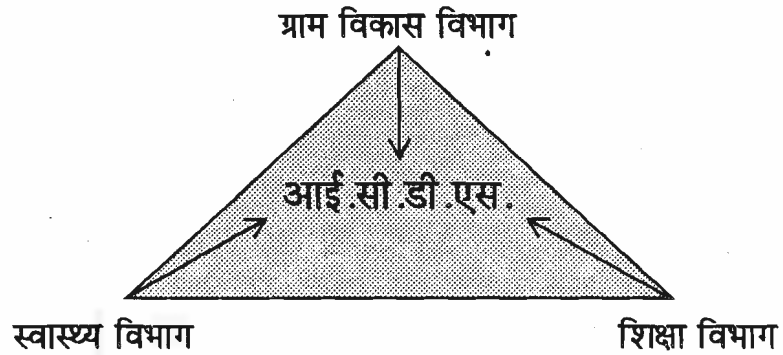 ग्राम विकास विभाग
आई.सी.डी.एस.
स्वास्थ्य विभाग
शिक्षा विभाग